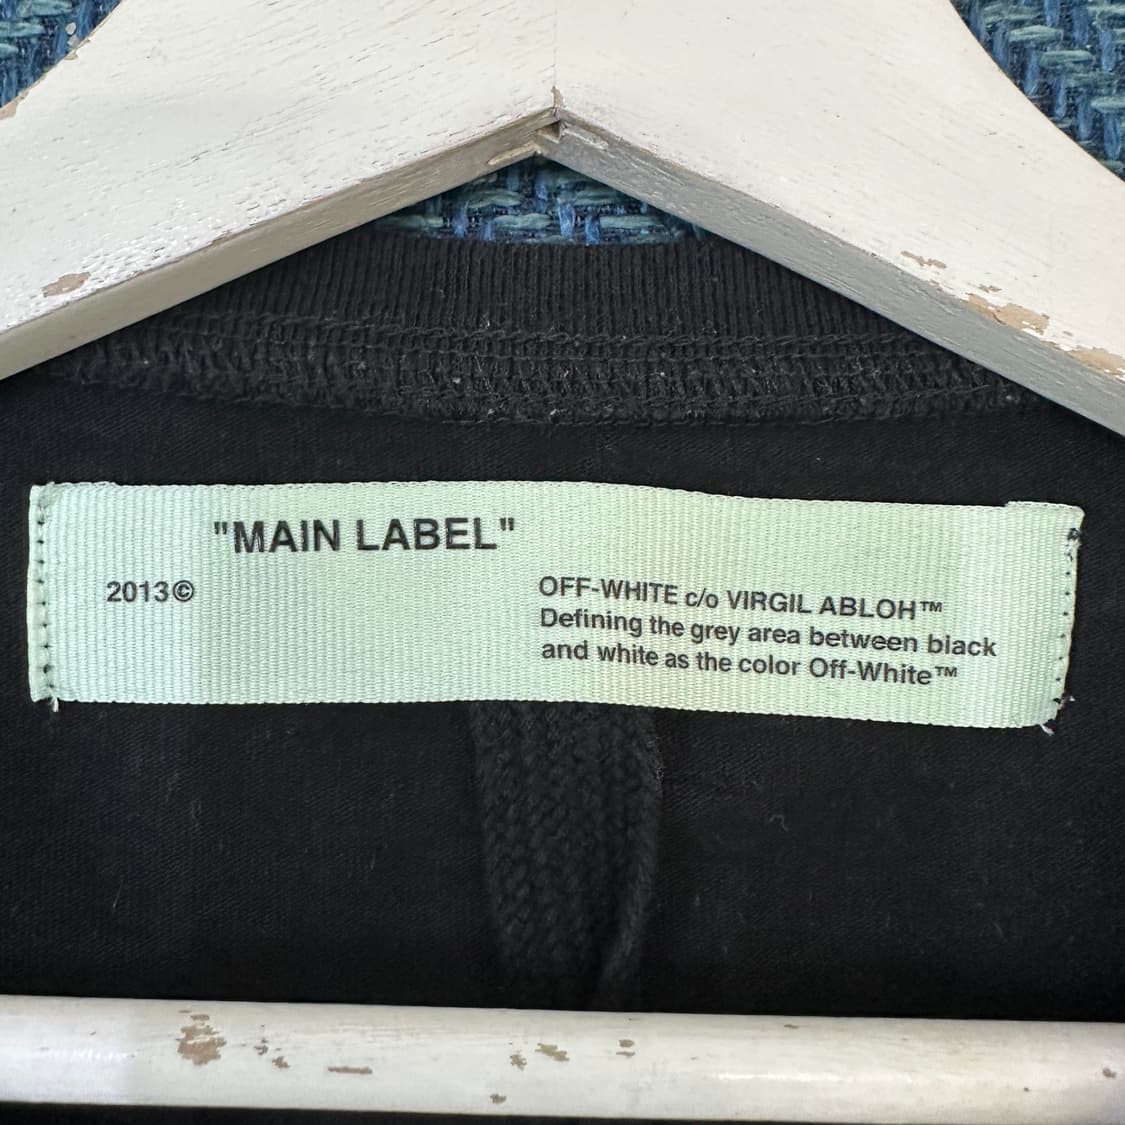 "MAIN LABEL"
2013©
OFF-WHITE c/o VIRGIL ABLOH™
Defining the grey area between black
and white as the color Off-White™